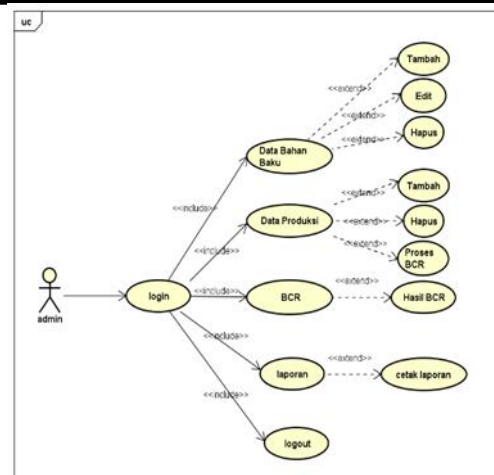 uc
Tambah
<<extend>>
Edit
<<extend>>
Hapus
<<extend>>
Data Bahan
Baku
<<include>>
Tambah
<<extend>>
Data Produksi
<<extend>>
Hapus
<<extend>>
Proses
BCR
<<include>>
admin
login
<<include>>
BCR
<<extend>>
Hasil BCR
<<include>>
laporan
<<extend>>
cetak laporan
<<include>>
logout